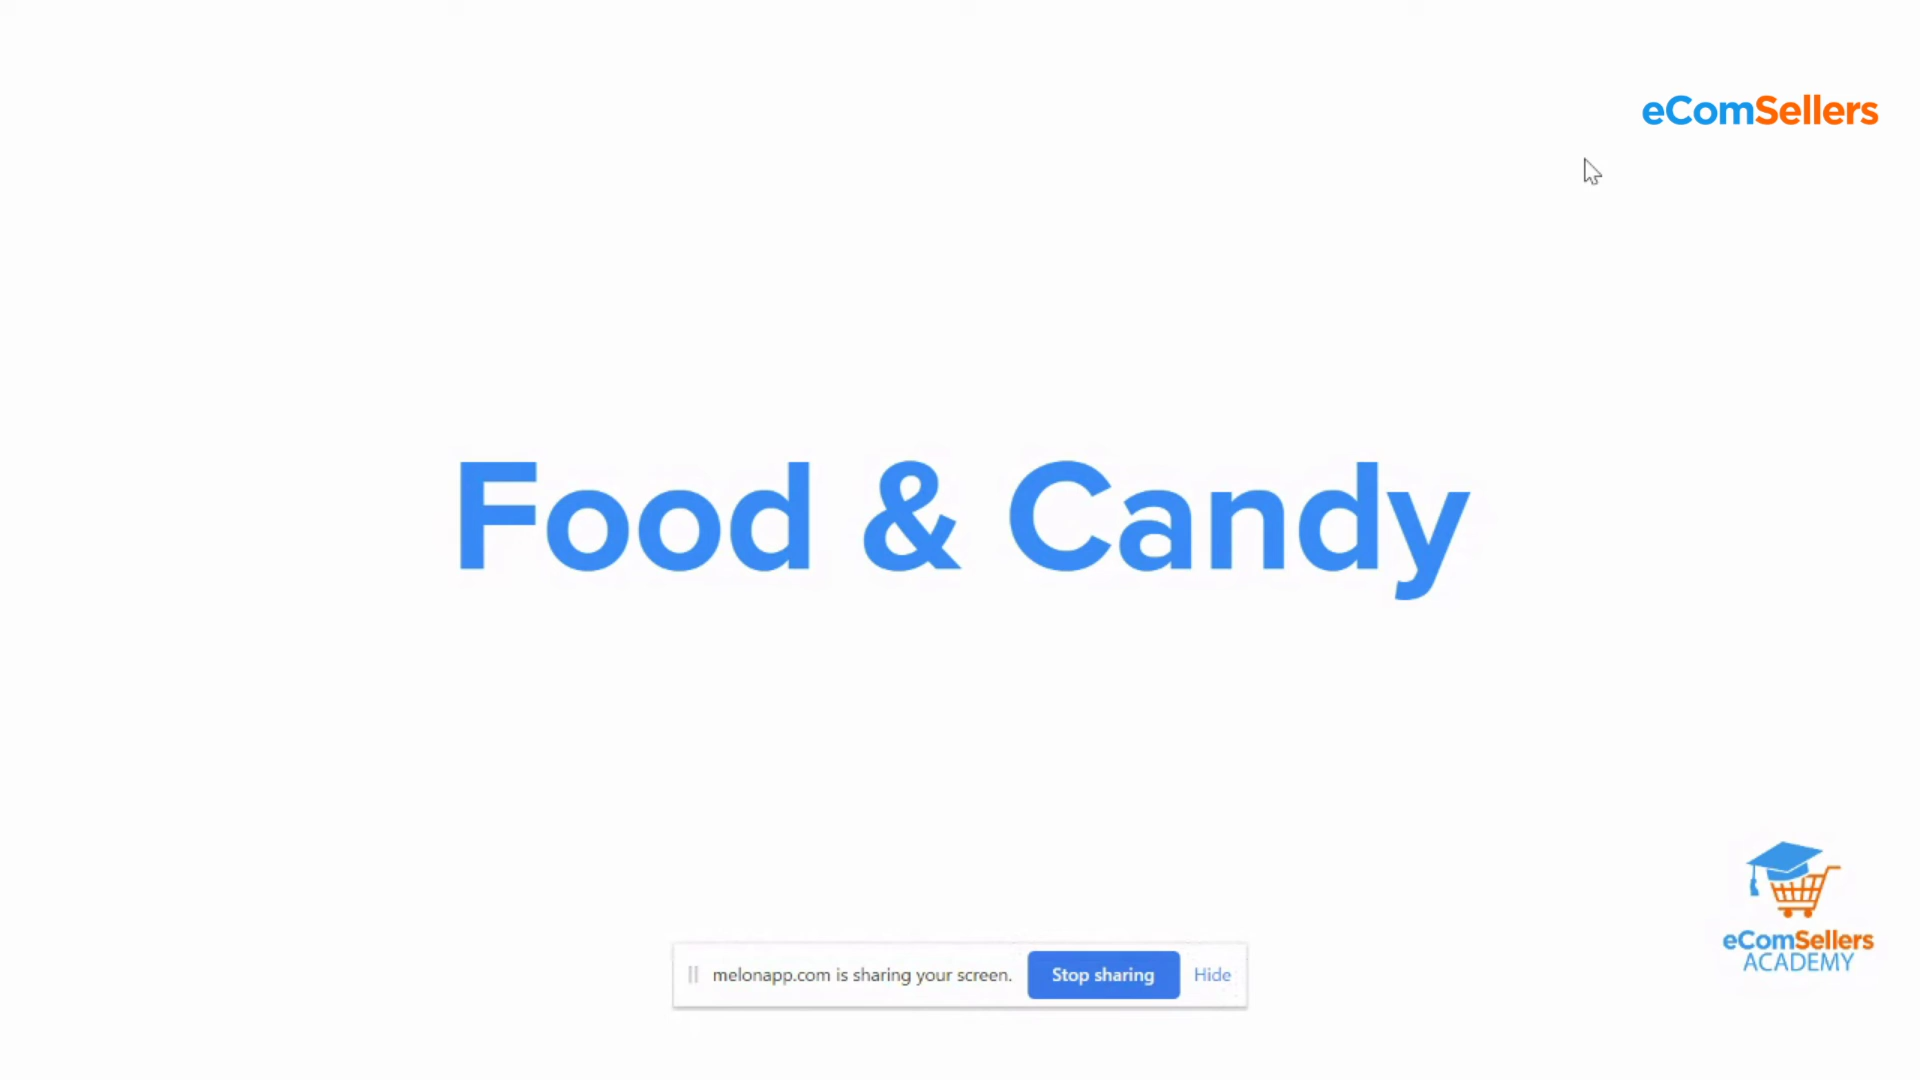 eComSellers
Food & Candy
eComSellers
ACADEMY
melonapp.com is sharing your screen. Stop sharing Hide